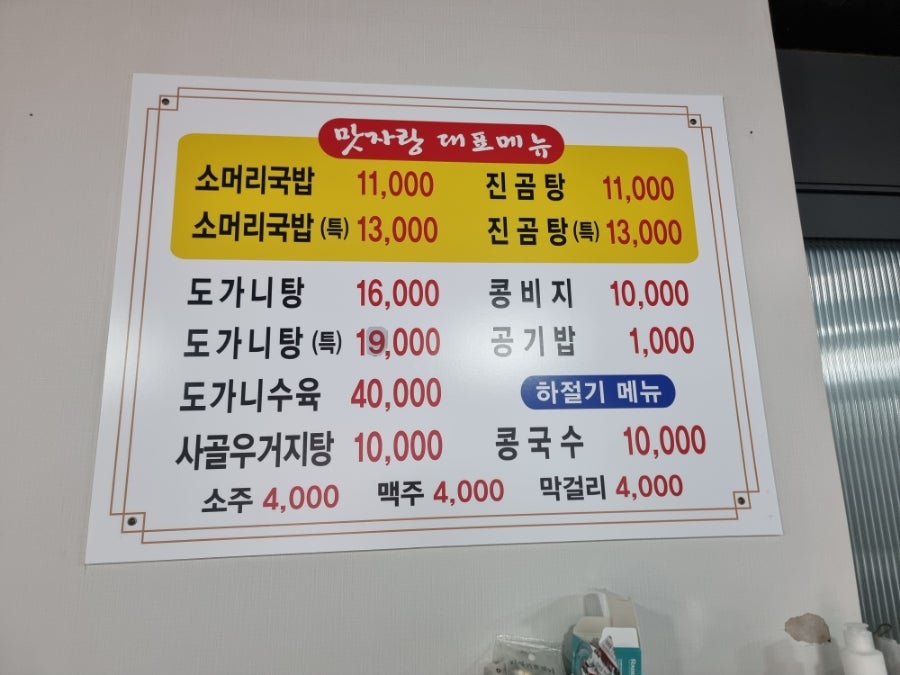 맛자랑 대표메뉴
소머리국밥 11,000 진곰탕 11,000
소머리국밥(특) 13,000 진곰탕(특) 13,000
도가니탕 16,000 콩비지 10,000
도가니탕(특) 19,000 공기밥 1,000
도가니수육 40,000 하절기 메뉴
사골우거지탕 10,000 콩국수 10,000
소주 4,000 맥주 4,000 막걸리 4,000